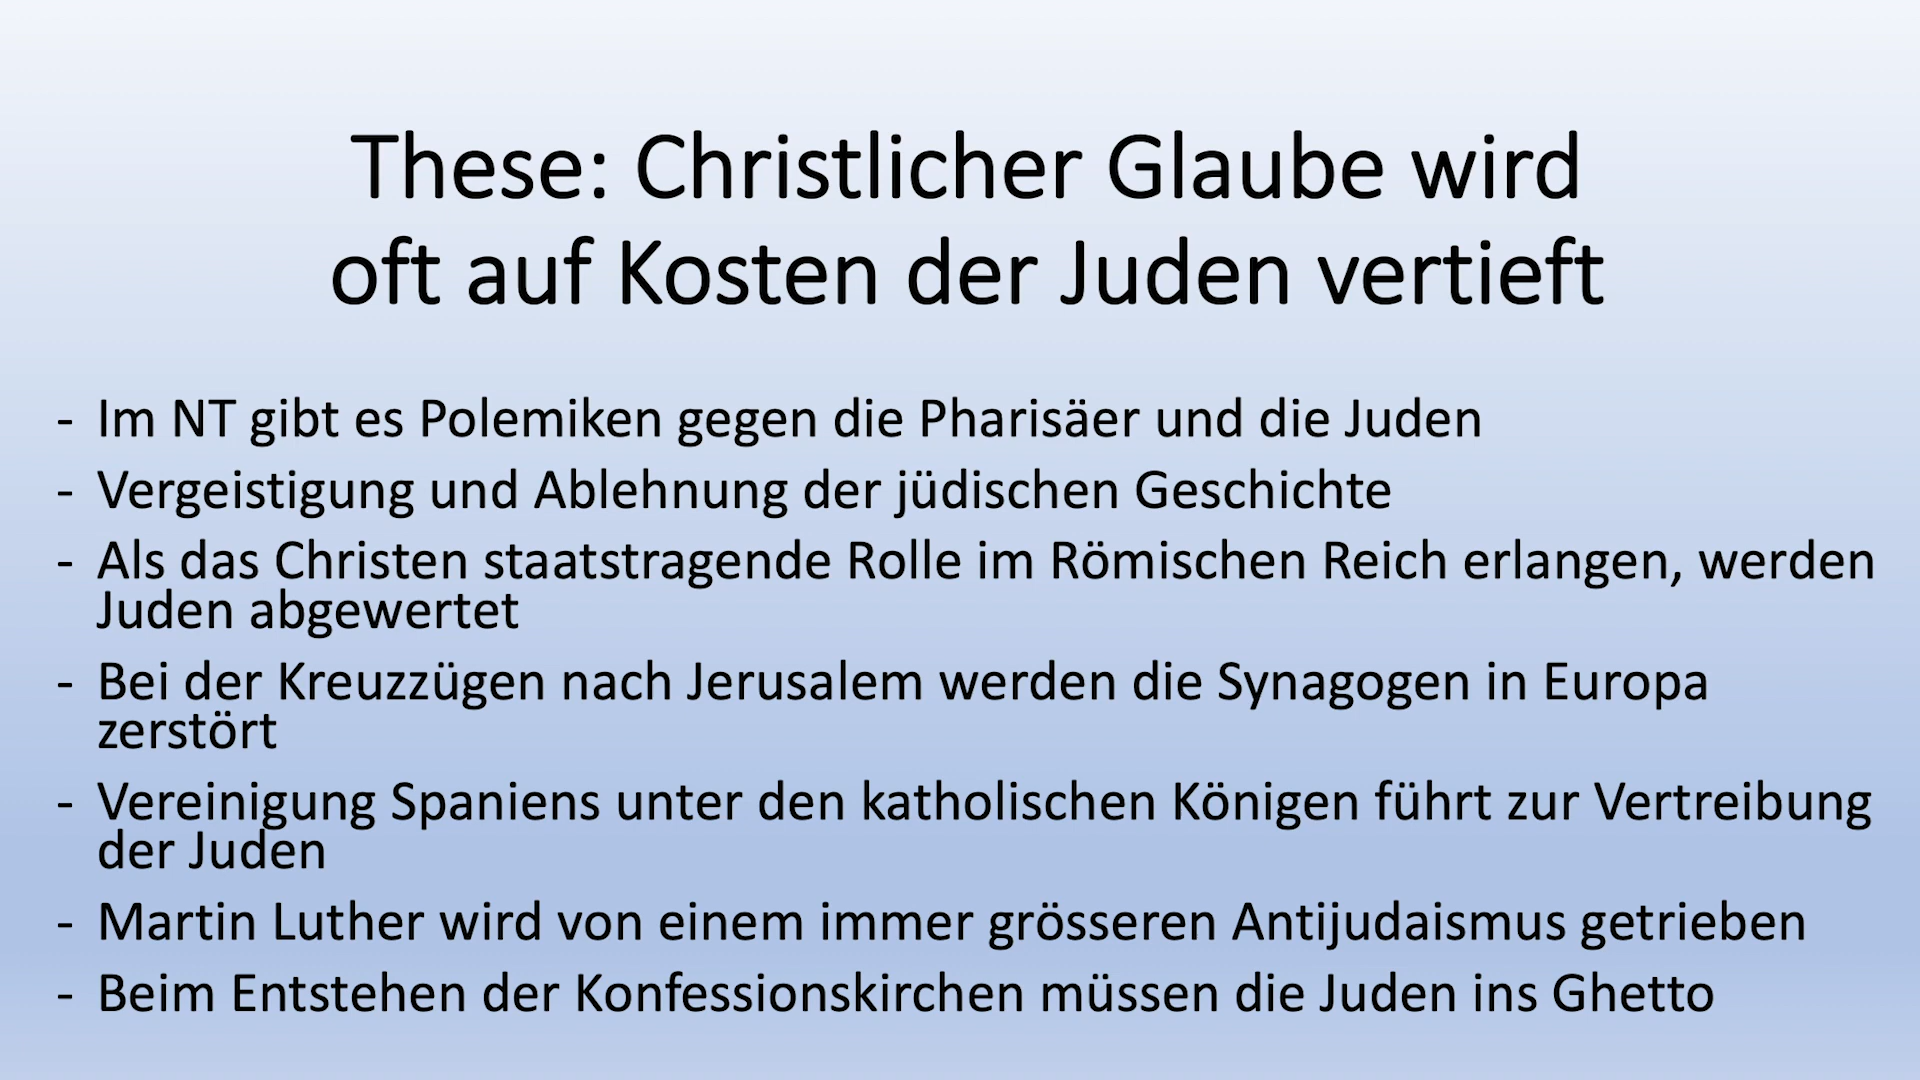 These: Christlicher Glaube wird
oft auf Kosten der Juden vertieft
- Im NT gibt es Polemiken gegen die Pharisäer und die Juden
- Vergeistigung und Ablehnung der jüdischen Geschichte
- Als das Christen staatstragende Rolle im Römischen Reich erlangen, werden
Juden abgewertet
- Bei der Kreuzzügen nach Jerusalem werden die Synagogen in Europa
zerstört
- Vereinigung Spaniens unter den katholischen Königen führt zur Vertreibung
der Juden
- Martin Luther wird von einem immer grösseren Antijudaismus getrieben
- Beim Entstehen der Konfessionskirchen müssen die Juden ins Ghetto